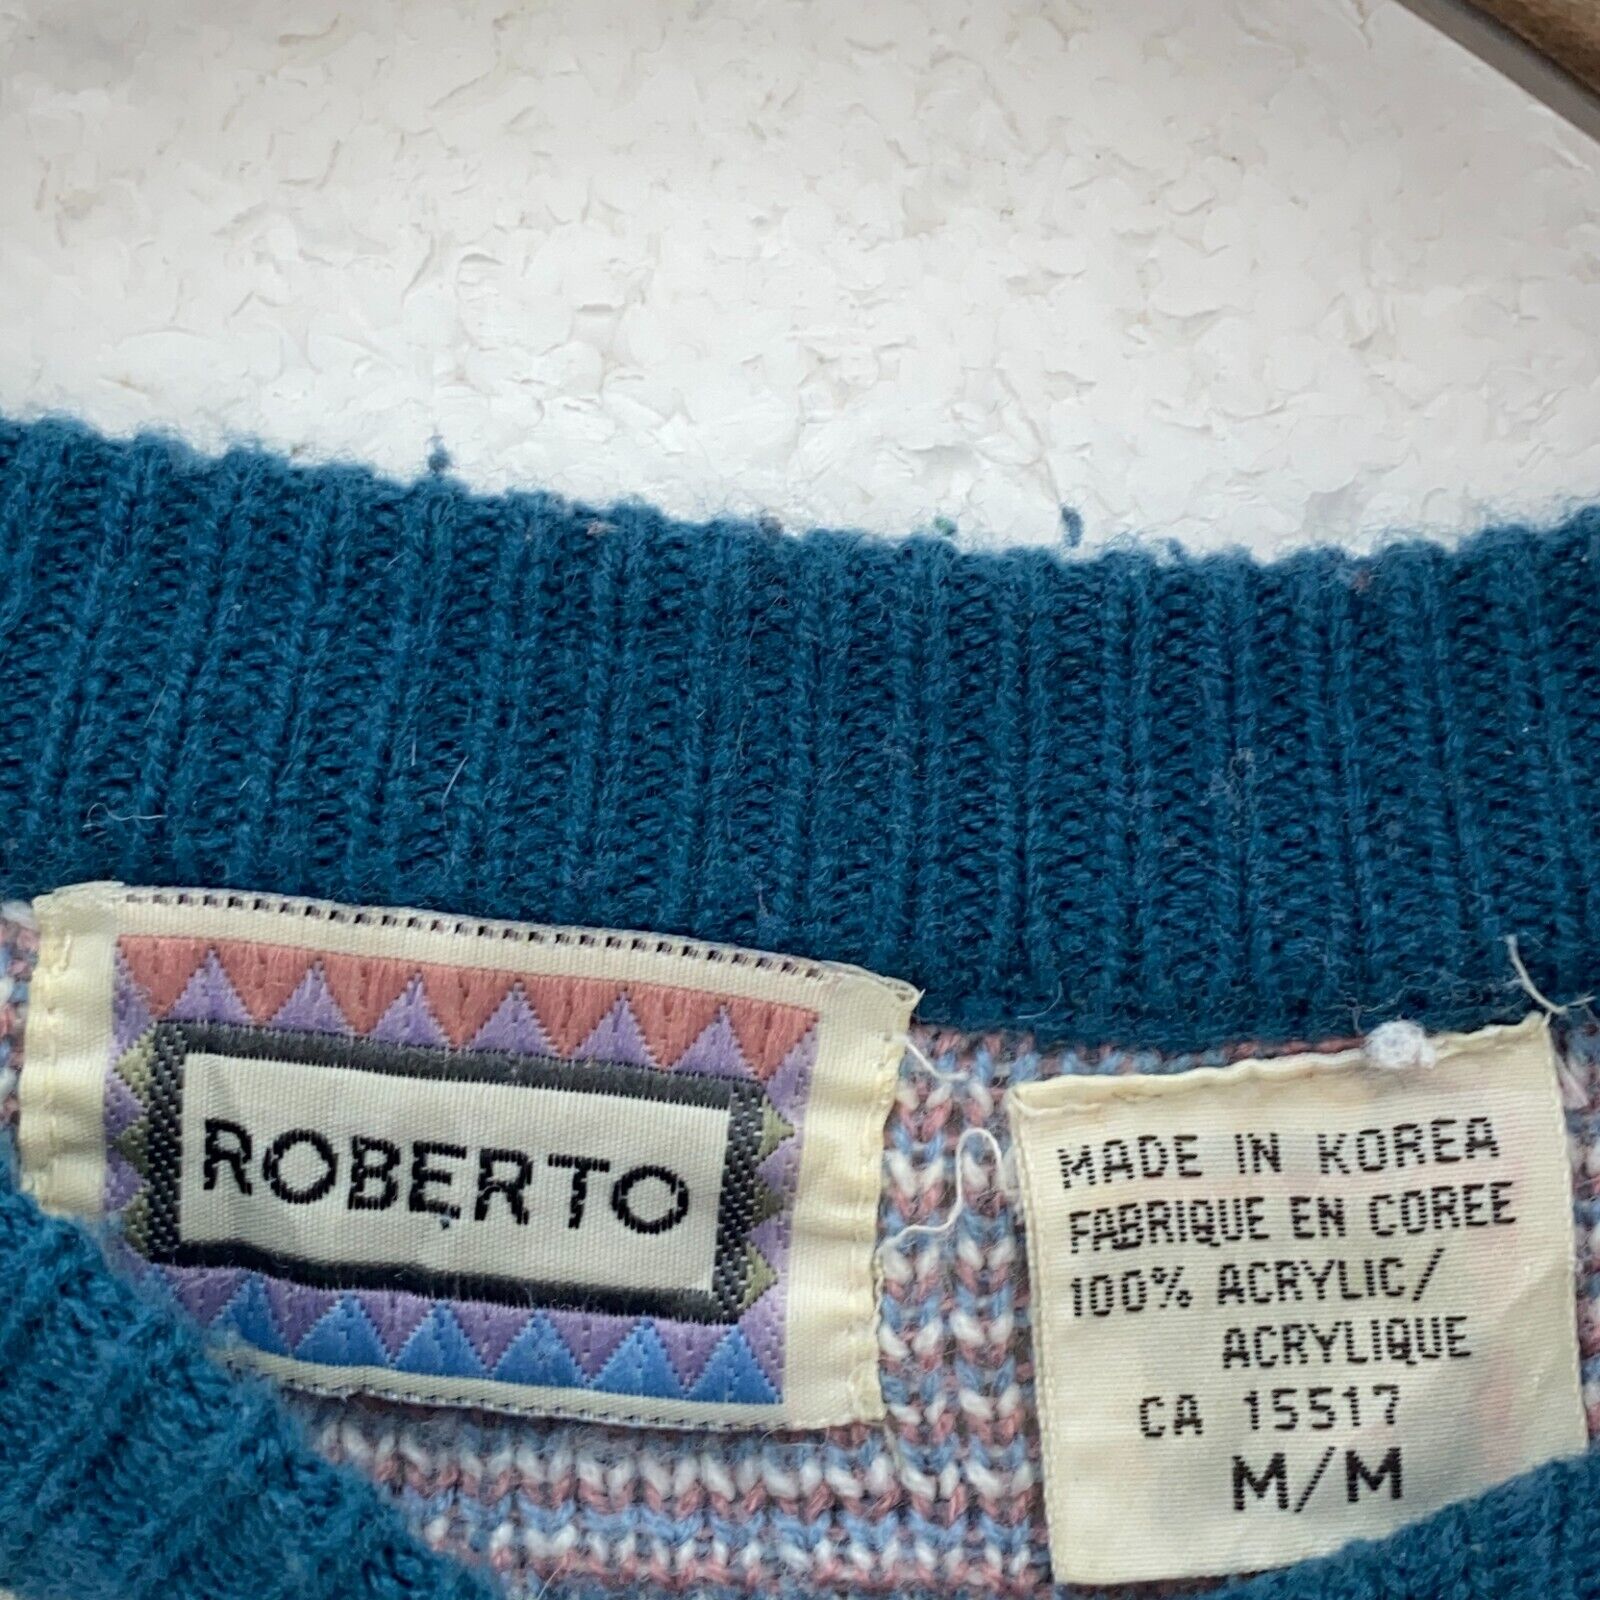 ROBERTO
MADE IN KOREA
FABRIQUE EN COREE
100% ACRYLIC/
ACRYLIQUE
CA 15517
M/M